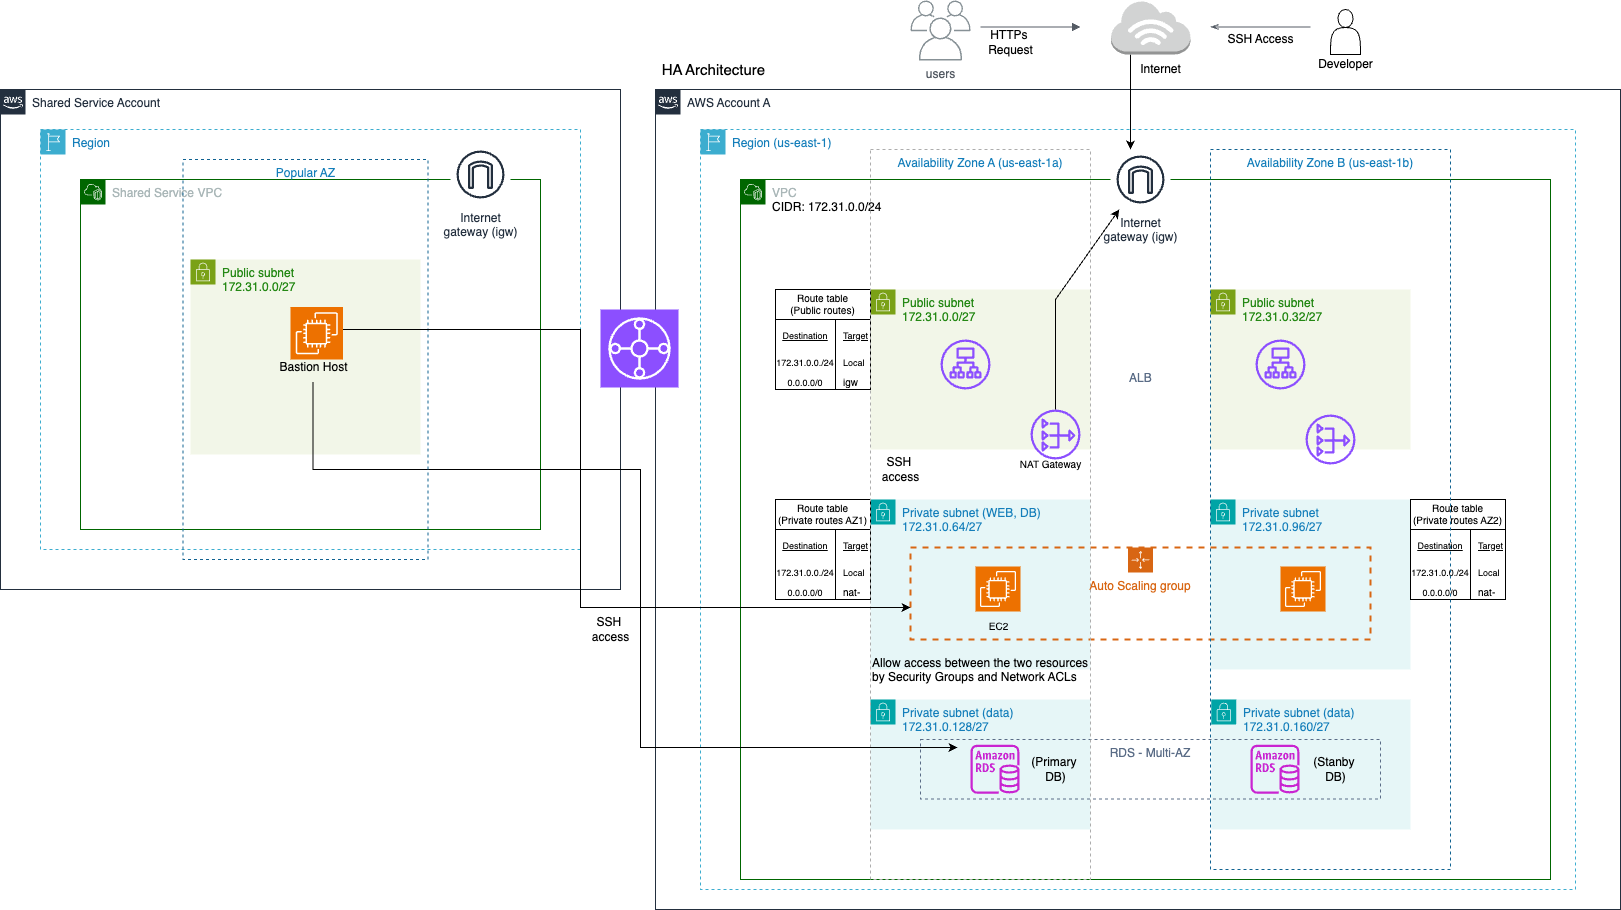 users
HTTPs
Request
Internet
SSH Access
Developer
HA Architecture
aws
Shared Service Account
Region
Popular AZ
Shared Service VPC
Internet
gateway (igw)
Public subnet
172.31.0.0/27
Bastion Host
SSH
access
aws
AWS Account A
Region (us-east-1)
Availability Zone A (us-east-1a)
Availability Zone B (us-east-1b)
VPC
CIDR: 172.31.0.0/24
Internet
gateway (igw)
Route table
(Public routes)
Destination Target
172.31.0.0./24 Local
0.0.0.0/0 igw
Public subnet
172.31.0.0/27
Public subnet
172.31.0.32/27
ALB
NAT Gateway
SSH
access
Route table
(Private routes AZ1)
Destination Target
172.31.0.0./24 Local
0.0.0.0/0 nat-
Private subnet (WEB, DB)
172.31.0.64/27
Private subnet
172.31.0.96/27
Route table
(Private routes AZ2)
Destination Target
172.31.0.0./24 Local
0.0.0.0/0 nat-
Auto Scaling group
EC2
Allow access between the two resources
by Security Groups and Network ACLs
Private subnet (data)
172.31.0.128/27
Private subnet (data)
172.31.0.160/27
RDS - Multi-AZ
Amazon
RDS
(Primary
DB)
Amazon
RDS
(Stanby
DB)